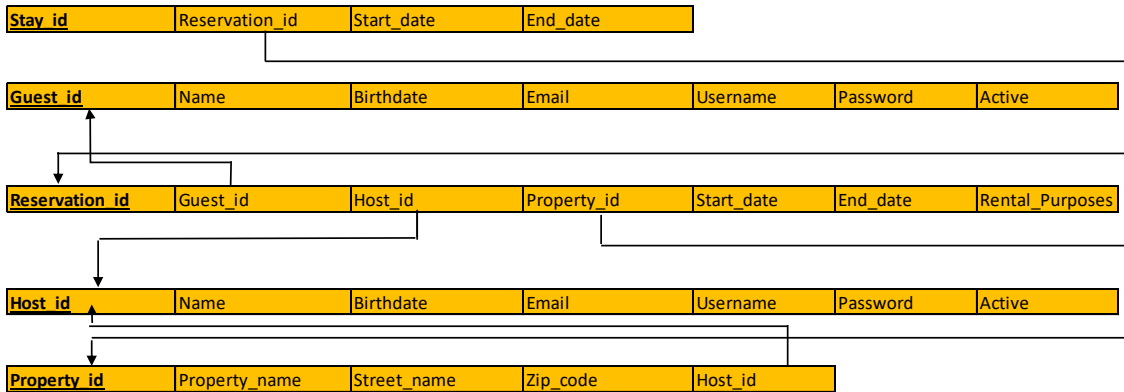 Stay_id Reservation_id Start_date End_date
Guest_id Name Birthdate Email Username Password Active
Reservation_id Guest_id Host_id Property_id Start_date End_date Rental_Purposes
Host_id Name Birthdate Email Username Password Active
Property_id Property_name Street_name Zip_code Host_id